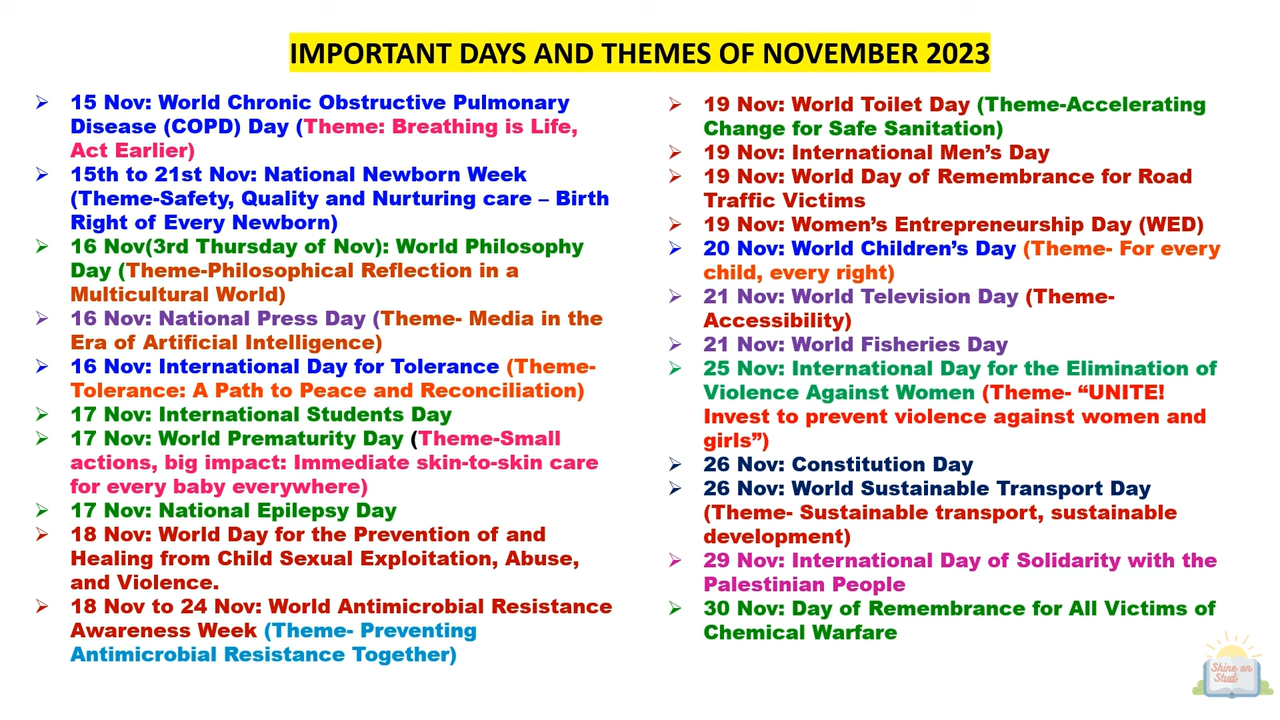 IMPORTANT DAYS AND THEMES OF NOVEMBER 2023
15 Nov: World Chronic Obstructive Pulmonary
Disease (COPD) Day (Theme: Breathing is Life,
Act Earlier)
15th to 21st Nov: National Newborn Week
(Theme-Safety, Quality and Nurturing care – Birth
Right of Every Newborn)
16 Nov(3rd Thursday of Nov): World Philosophy
Day (Theme-Philosophical Reflection in a
Multicultural World)
16 Nov: National Press Day (Theme- Media in the
Era of Artificial Intelligence)
16 Nov: International Day for Tolerance (Theme-
Tolerance: A Path to Peace and Reconciliation)
17 Nov: International Students Day
17 Nov: World Prematurity Day (Theme-Small
actions, big impact: Immediate skin-to-skin care
for every baby everywhere)
17 Nov: National Epilepsy Day
18 Nov: World Day for the Prevention of and
Healing from Child Sexual Exploitation, Abuse,
and Violence.
18 Nov to 24 Nov: World Antimicrobial Resistance
Awareness Week (Theme- Preventing
Antimicrobial Resistance Together)
19 Nov: World Toilet Day (Theme-Accelerating
Change for Safe Sanitation)
19 Nov: International Men’s Day
19 Nov: World Day of Remembrance for Road
Traffic Victims
19 Nov: Women’s Entrepreneurship Day (WED)
20 Nov: World Children’s Day (Theme- For every
child, every right)
21 Nov: World Television Day (Theme-
Accessibility)
21 Nov: World Fisheries Day
25 Nov: International Day for the Elimination of
Violence Against Women (Theme- “UNITE!
Invest to prevent violence against women and
girls”)
26 Nov: Constitution Day
26 Nov: World Sustainable Transport Day
(Theme- Sustainable transport, sustainable
development)
29 Nov: International Day of Solidarity with the
Palestinian People
30 Nov: Day of Remembrance for All Victims of
Chemical Warfare
Shine on
Stud